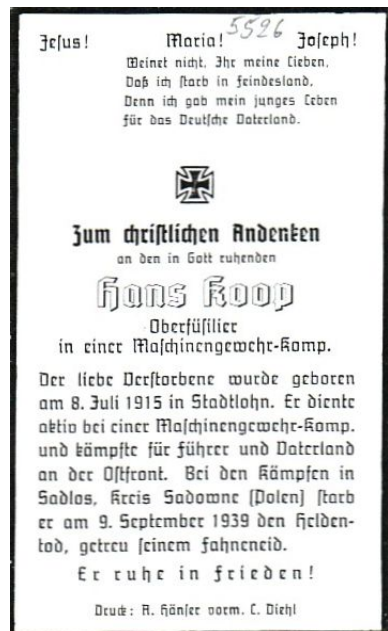 5526
Jesus! Maria! Joseph!
Weinet nicht, Ihr meine Lieben,
Daß ich starb in Feindesland,
Denn ich gab mein junges Leben
für das Deutsche Vaterland.
Zum christlichen Andenken
an den in Gott ruhenden
Hans Koop
Oberfüsilier
in einer Maschinengewehr-Komp.
Der liebe Verstorbene wurde geboren
am 8. Juli 1915 in Stadtlohn. Er diente
aktiv bei einer Maschinengewehr-Komp.
und kämpfte für Führer und Vaterland
an der Ostfront. Bei den Kämpfen in
Sadlos, Kreis Sadowne (Polen) starb
er am 9. September 1939 den Helden-
tod, getreu seinem Fahneneid.
Er ruhe in Frieden!
Druck: A. Hänser vorm. C. Diehl